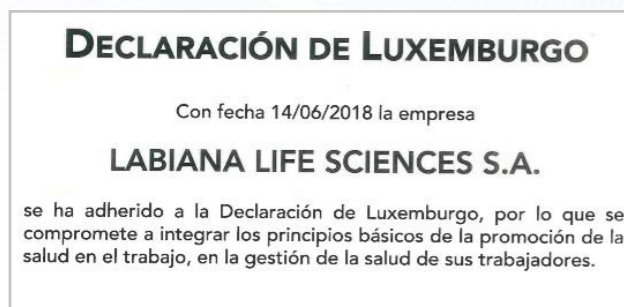 DECLARACIÓN DE LUXEMBURGO
Con fecha 14/06/2018 la empresa
LABIANA LIFE SCIENCES S.A.
se ha adherido a la Declaración de Luxemburgo, por lo que se
compromete a integrar los principios básicos de la promoción de la
salud en el trabajo, en la gestión de la salud de sus trabajadores.